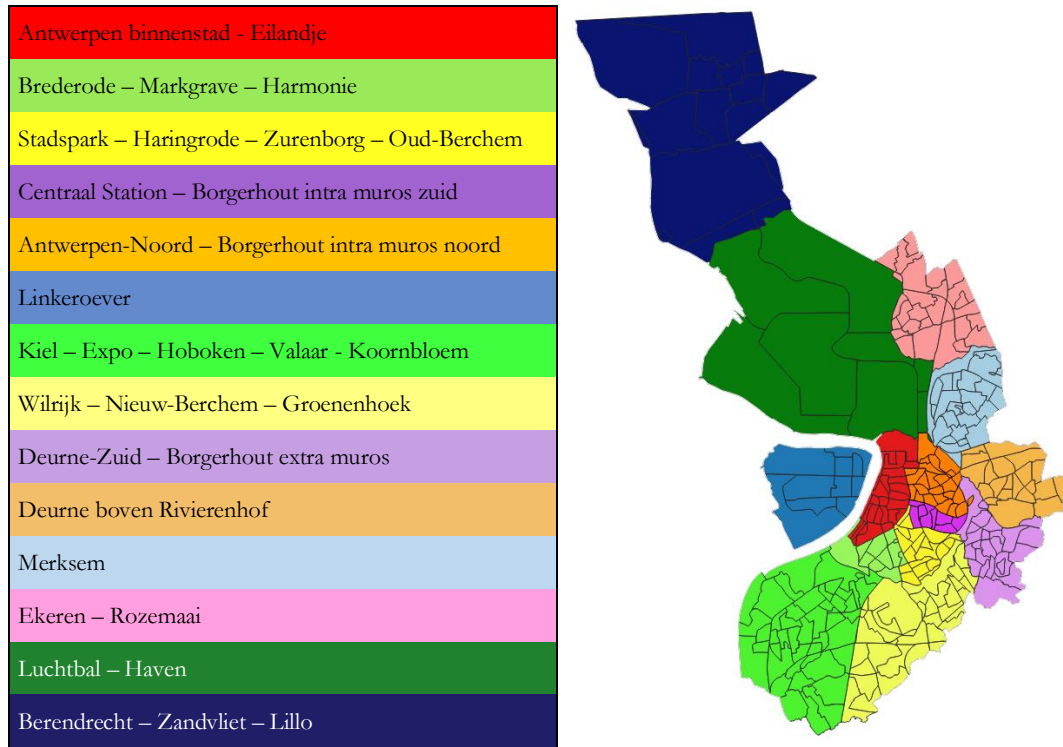 Antwerpen binnenstad - Eilandje
Brederode – Markgrave – Harmonie
Stadspark – Haringrode – Zurenborg – Oud-Berchem
Centraal Station – Borgerhout intra muros zuid
Antwerpen-Noord – Borgerhout intra muros noord
Linkeroever
Kiel – Expo – Hoboken – Valaar - Koornbloem
Wilrijk – Nieuw-Berchem – Groenenhoek
Deurne-Zuid – Borgerhout extra muros
Deurne boven Rivierenhof
Merksem
Ekeren – Rozemaai
Luchtbal – Haven
Berendrecht – Zandvliet – Lillo